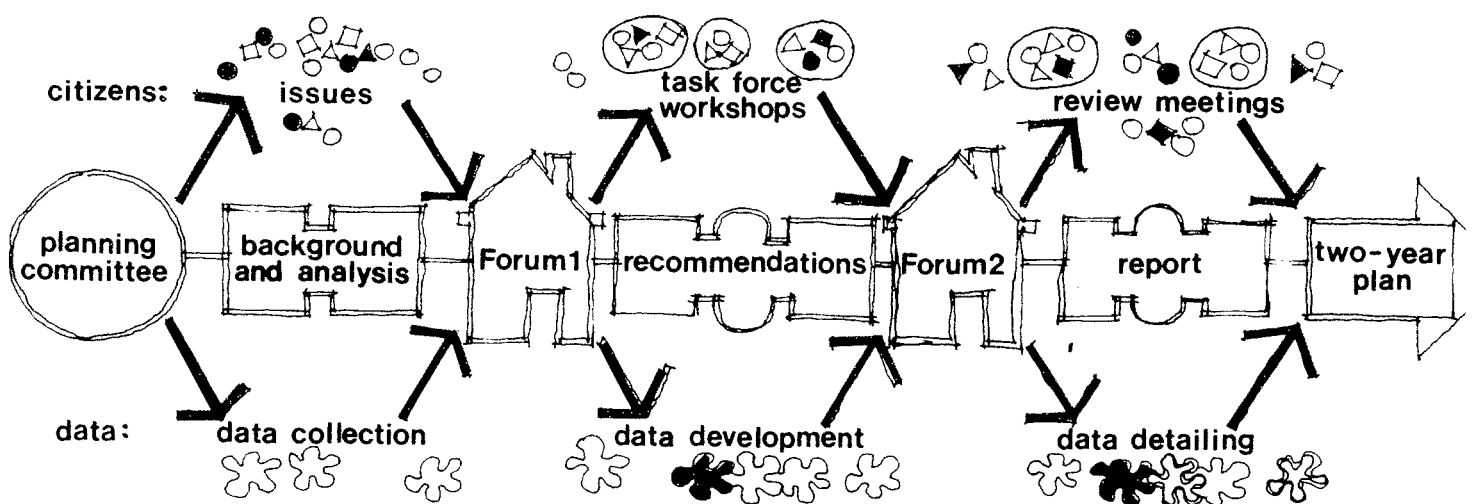 citizens:
issues
task force
workshops
review meetings
planning
committee
background
and analysis
Forum1
recommendations
Forum2
report
two-year
plan
data:
data collection
data development
data detailing